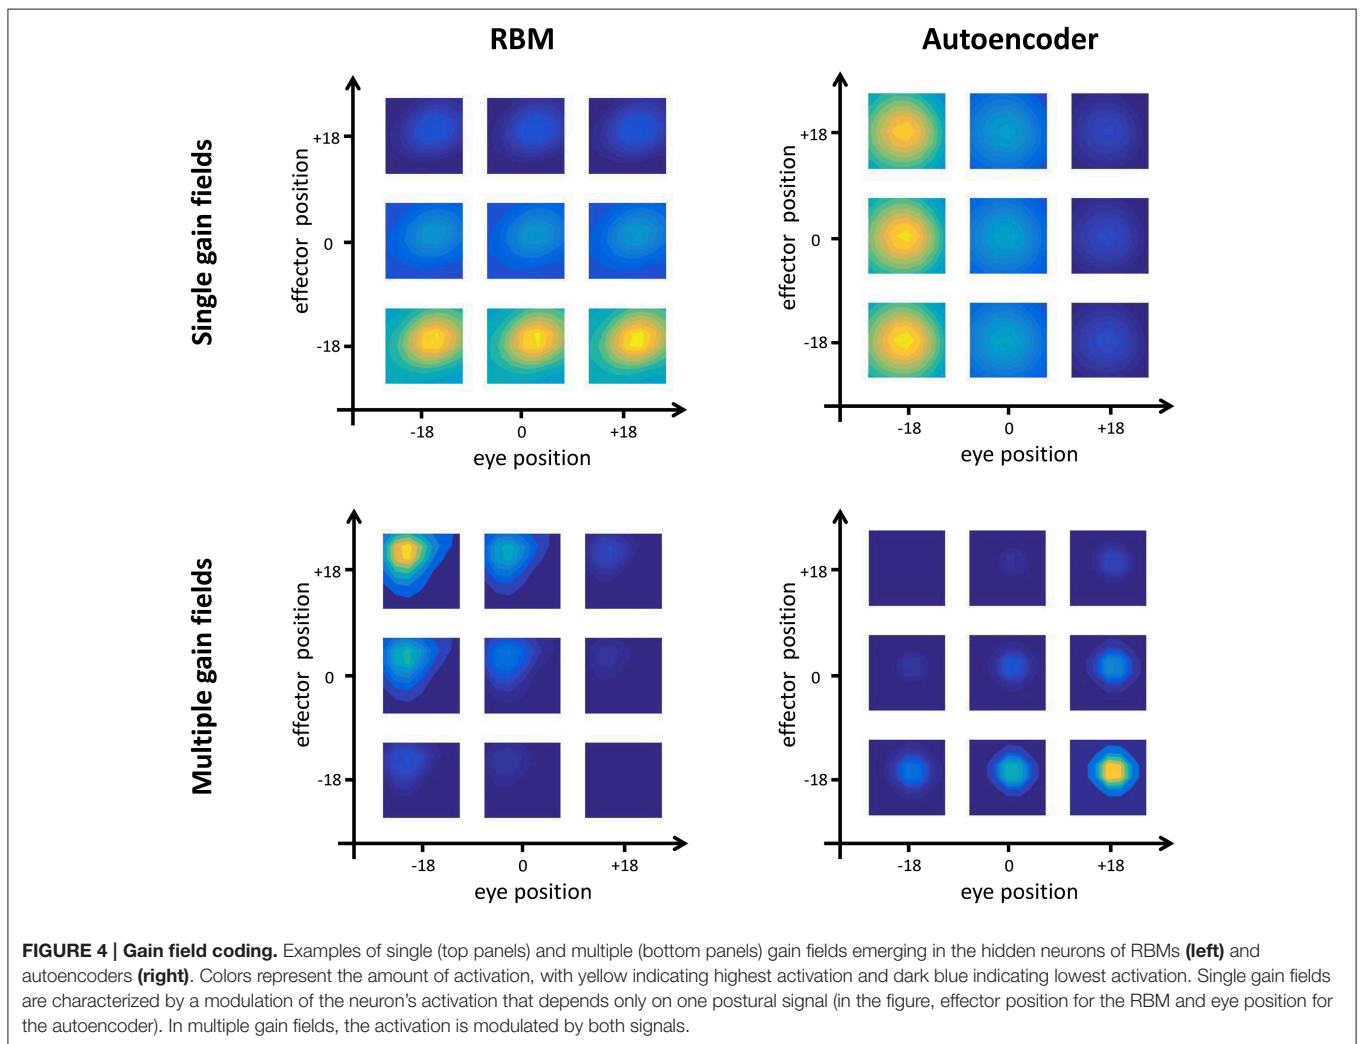 RBM
Autoencoder
Single gain fields
effector position
+18
0
-18
-18 0 +18
eye position
effector position
+18
0
-18
-18 0 +18
eye position
Multiple gain fields
effector position
+18
0
-18
-18 0 +18
eye position
effector position
+18
0
-18
-18 0 +18
eye position
FIGURE 4 | Gain field coding. Examples of single (top panels) and multiple (bottom panels) gain fields emerging in the hidden neurons of RBMs (left) and
autoencoders (right). Colors represent the amount of activation, with yellow indicating highest activation and dark blue indicating lowest activation. Single gain fields
are characterized by a modulation of the neuron's activation that depends only on one postural signal (in the figure, effector position for the RBM and eye position for
the autoencoder). In multiple gain fields, the activation is modulated by both signals.